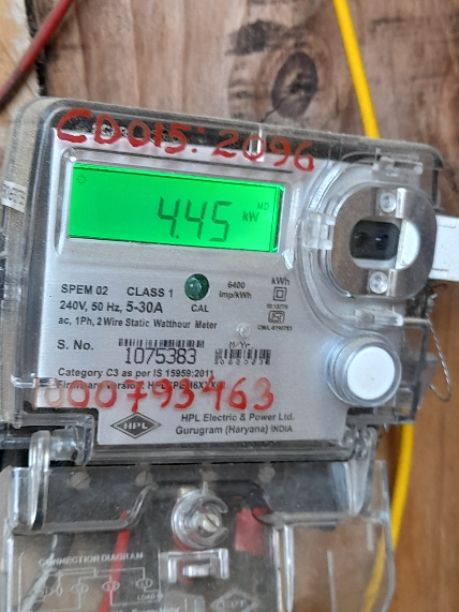 CD015:2096
MD
4.45 kW
SPEM 02 CLASS 1
6400 imp/kWh
kWh
240V, 50 Hz, 5-30A
CAL
ac, 1Ph, 2 Wire Static Watthour Meter
S. No. 1075383
Category C3 as per IS 15959:2011
1000793463
HPL
HPL Electric & Power Ltd.
Gurugram (Haryana) INDIA
CONNECTION DIAGRAM